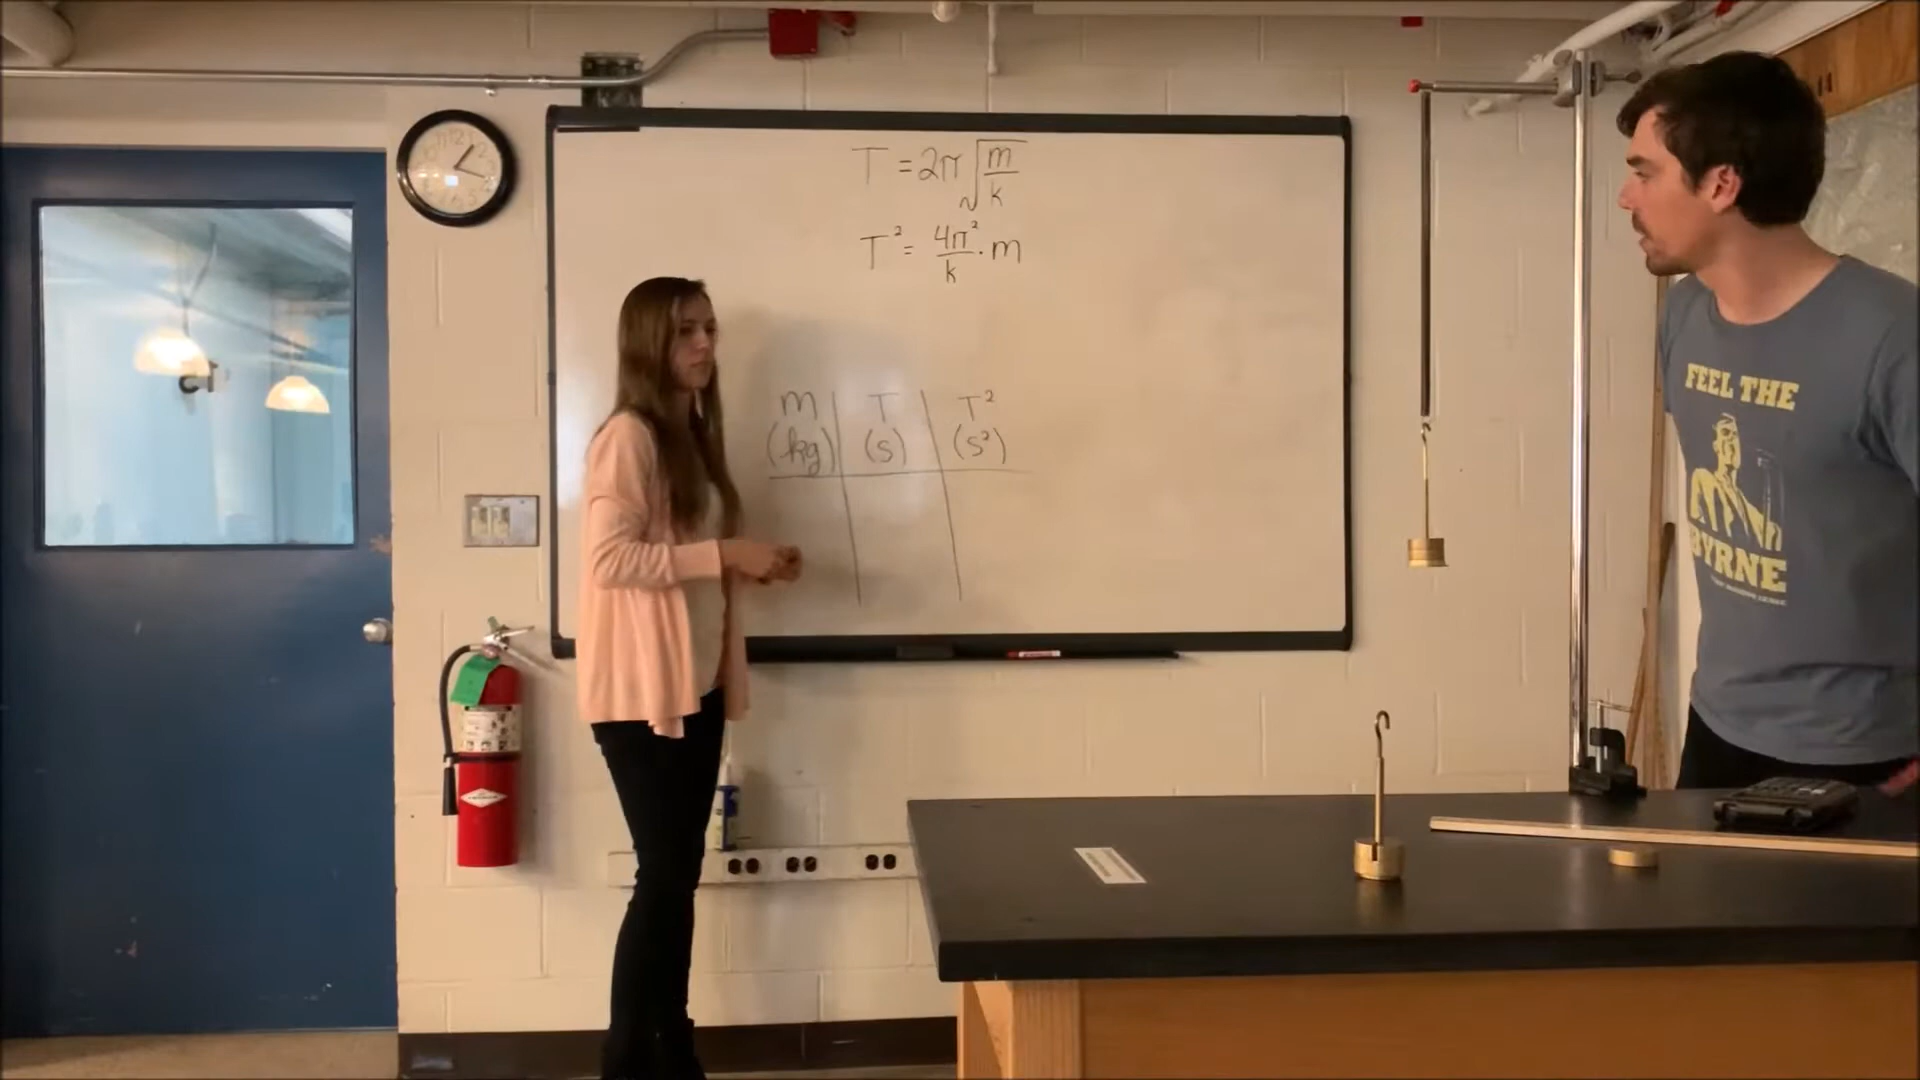 T = 2π√(m/k)
T² = 4π²/k · m
m T T²
(kg) (s) (s²)
FEEL THE
BYRNE